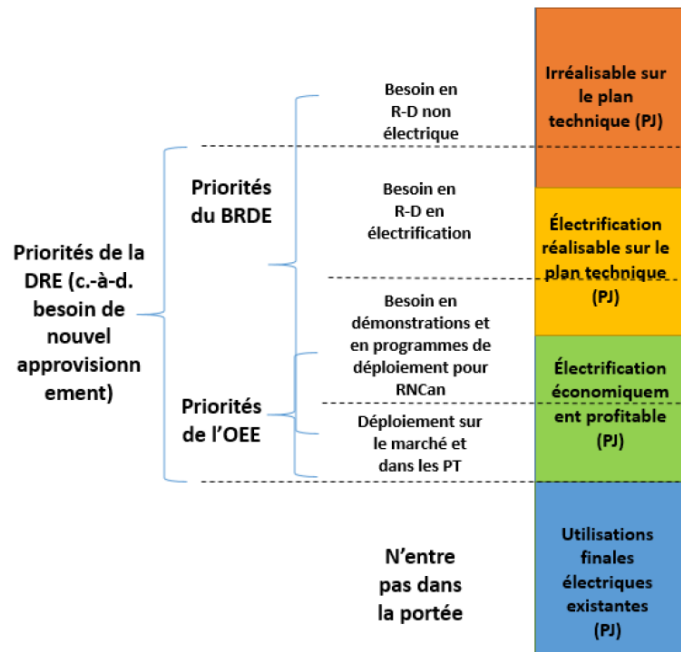 Priorités de la
DRE (c.-à-d.
besoin de
nouvel
approvisionn
ement)
Priorités
du BRDE
Priorités
de l'OEE
Besoin en
R-D non
électrique
Besoin en
R-D en
électrification
Besoin en
démonstrations et
en programmes de
déploiement pour
RNCan
Déploiement sur
le marché et
dans les PT
N'entre
pas dans
la portée
Irréalisable sur
le plan
technique (PJ)
Électrification
réalisable sur le
plan technique
(PJ)
Électrification
économiquem
ent profitable
(PJ)
Utilisations
finales
électriques
existantes
(PJ)